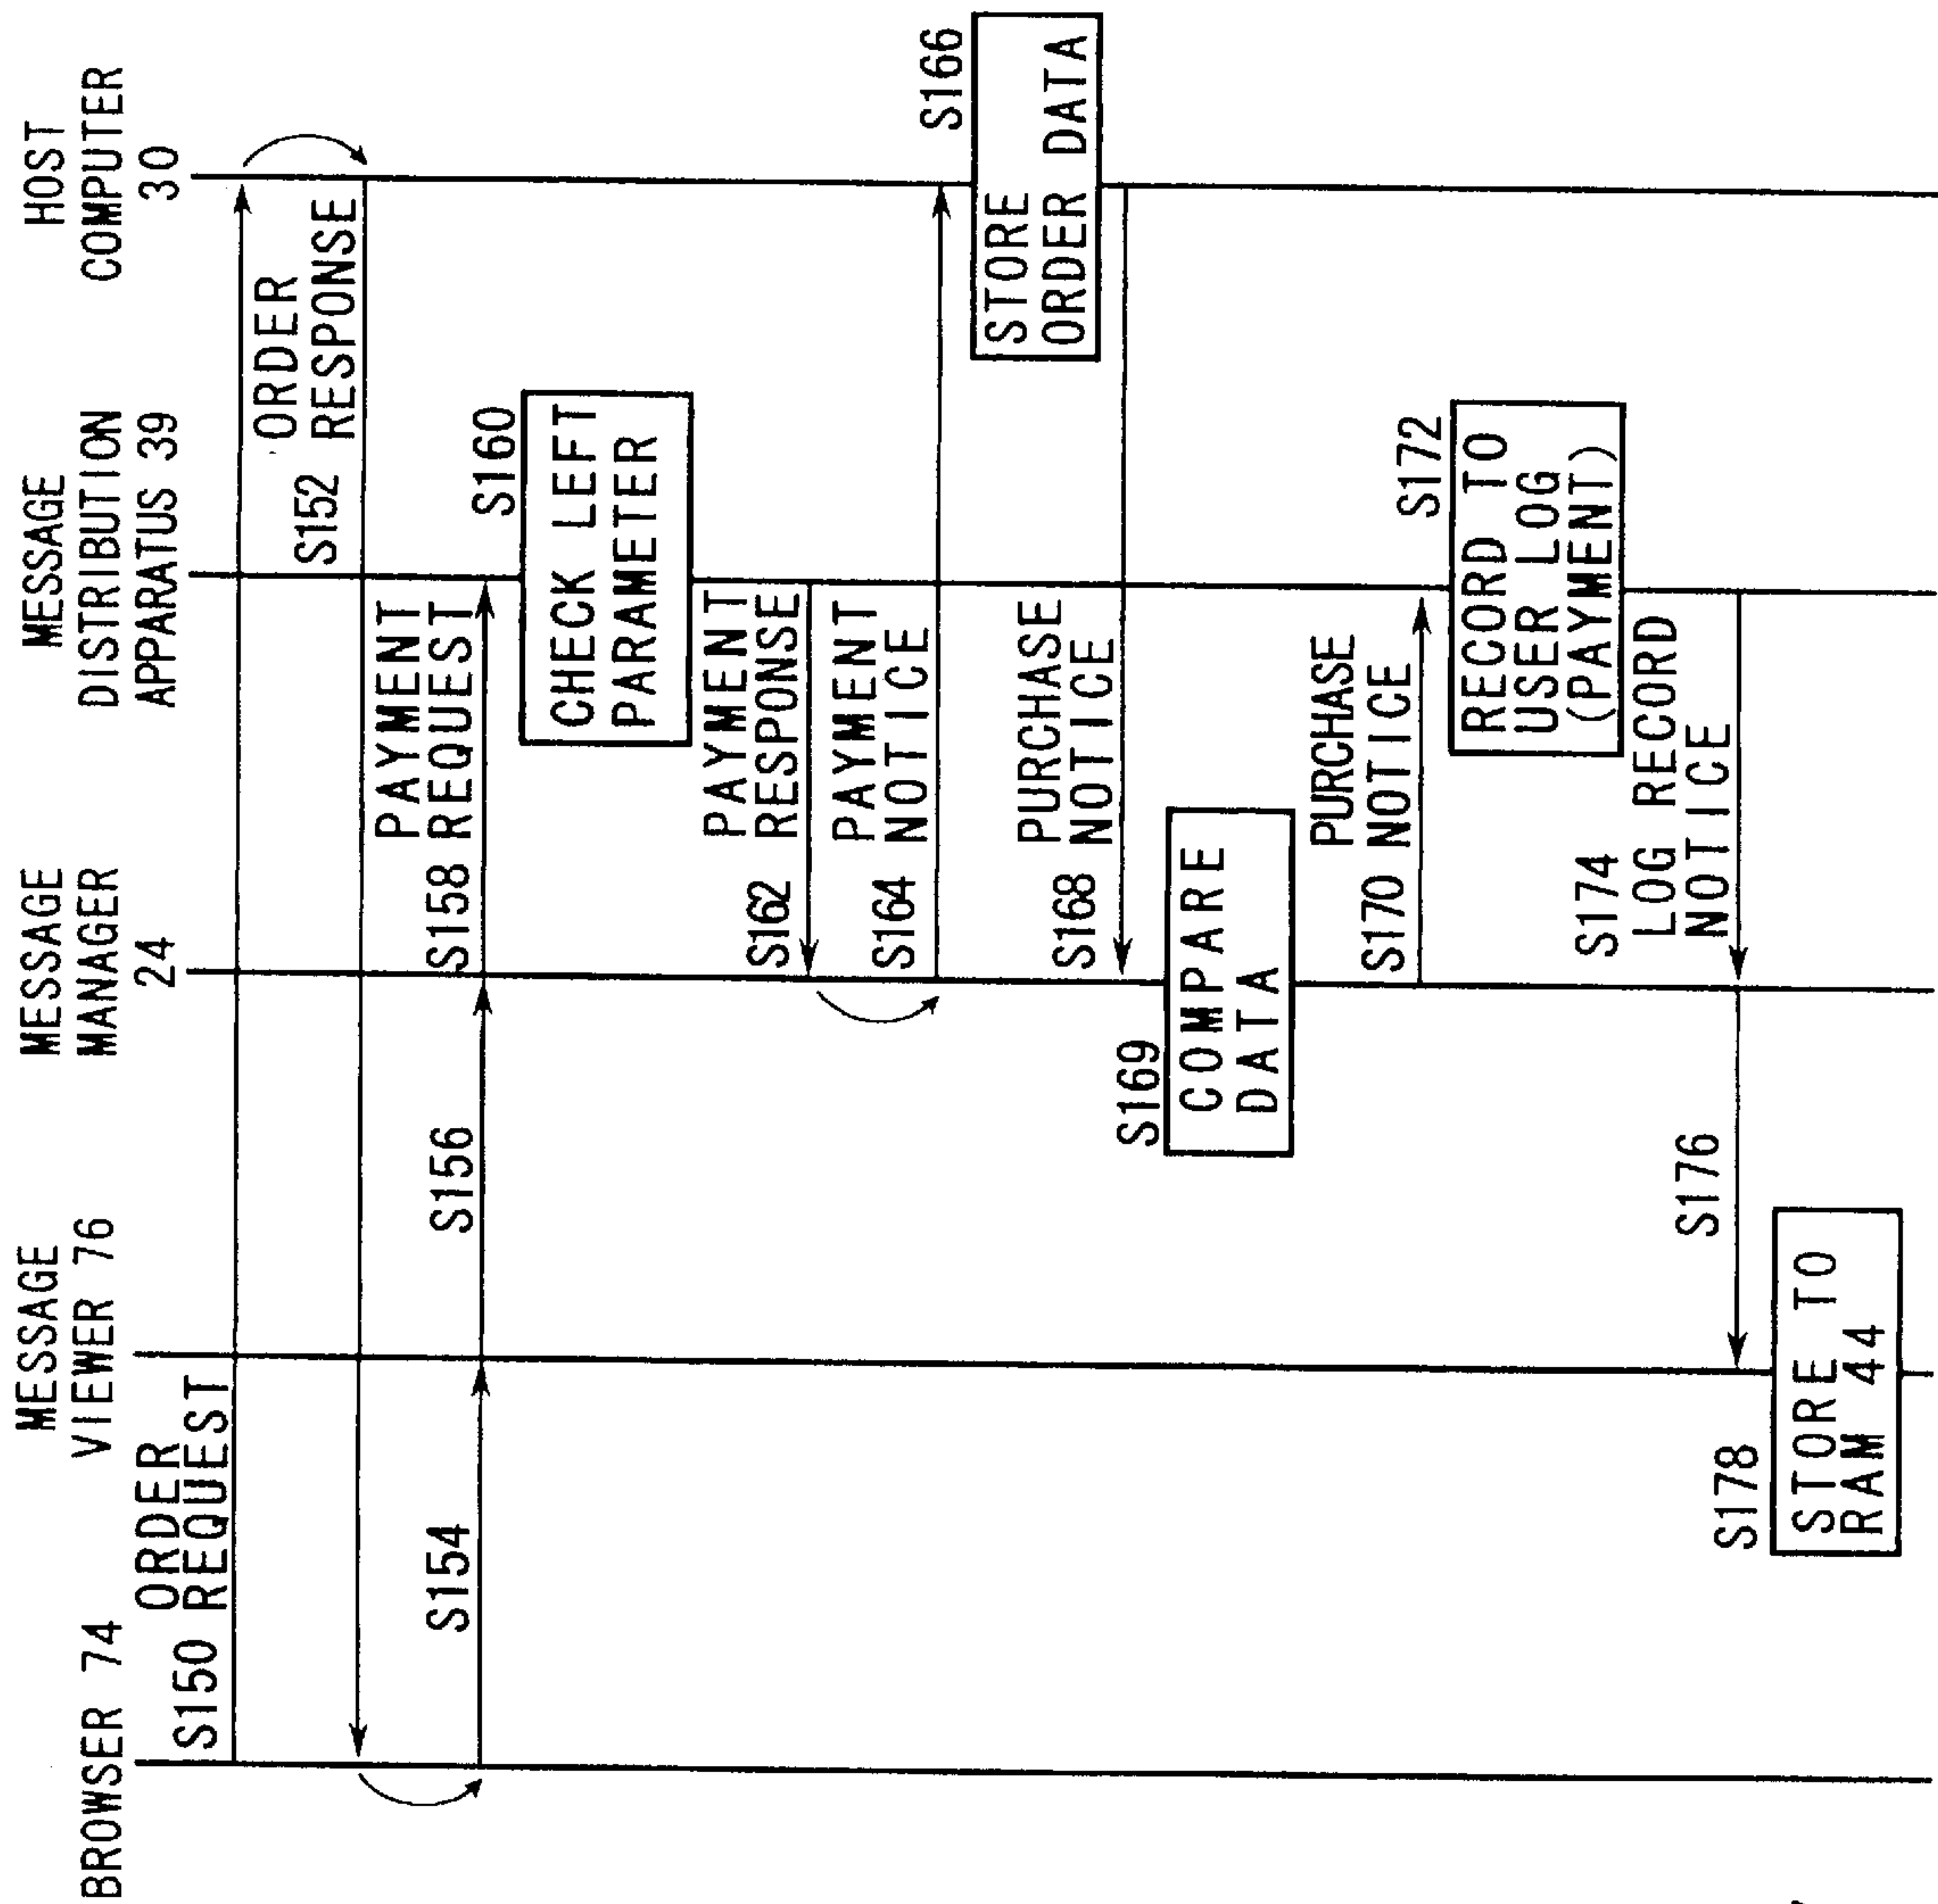 BROWSER 74
MESSAGE
VIEWER 76
MESSAGE
MANAGER
24
MESSAGE
DISTRIBUTION
APPARATUS 39
HOST
COMPUTER
30
ORDER
S150 REQUEST
ORDER
RESPONSE
S152
S154
S156
PAYMENT
S158 REQUEST
S160
CHECK LEFT
PARAMETER
PAYMENT
RESPONSE
S162
PAYMENT
NOTICE
S164
S166
STORE
ORDER DATA
PURCHASE
NOTICE
S168
S169
COMPARE
DATA
PURCHASE
S170 NOTICE
S172
RECORD TO
USER LOG
(PAYMENT)
S174
LOG RECORD
NOTICE
S176
S178
STORE TO
RAM 44